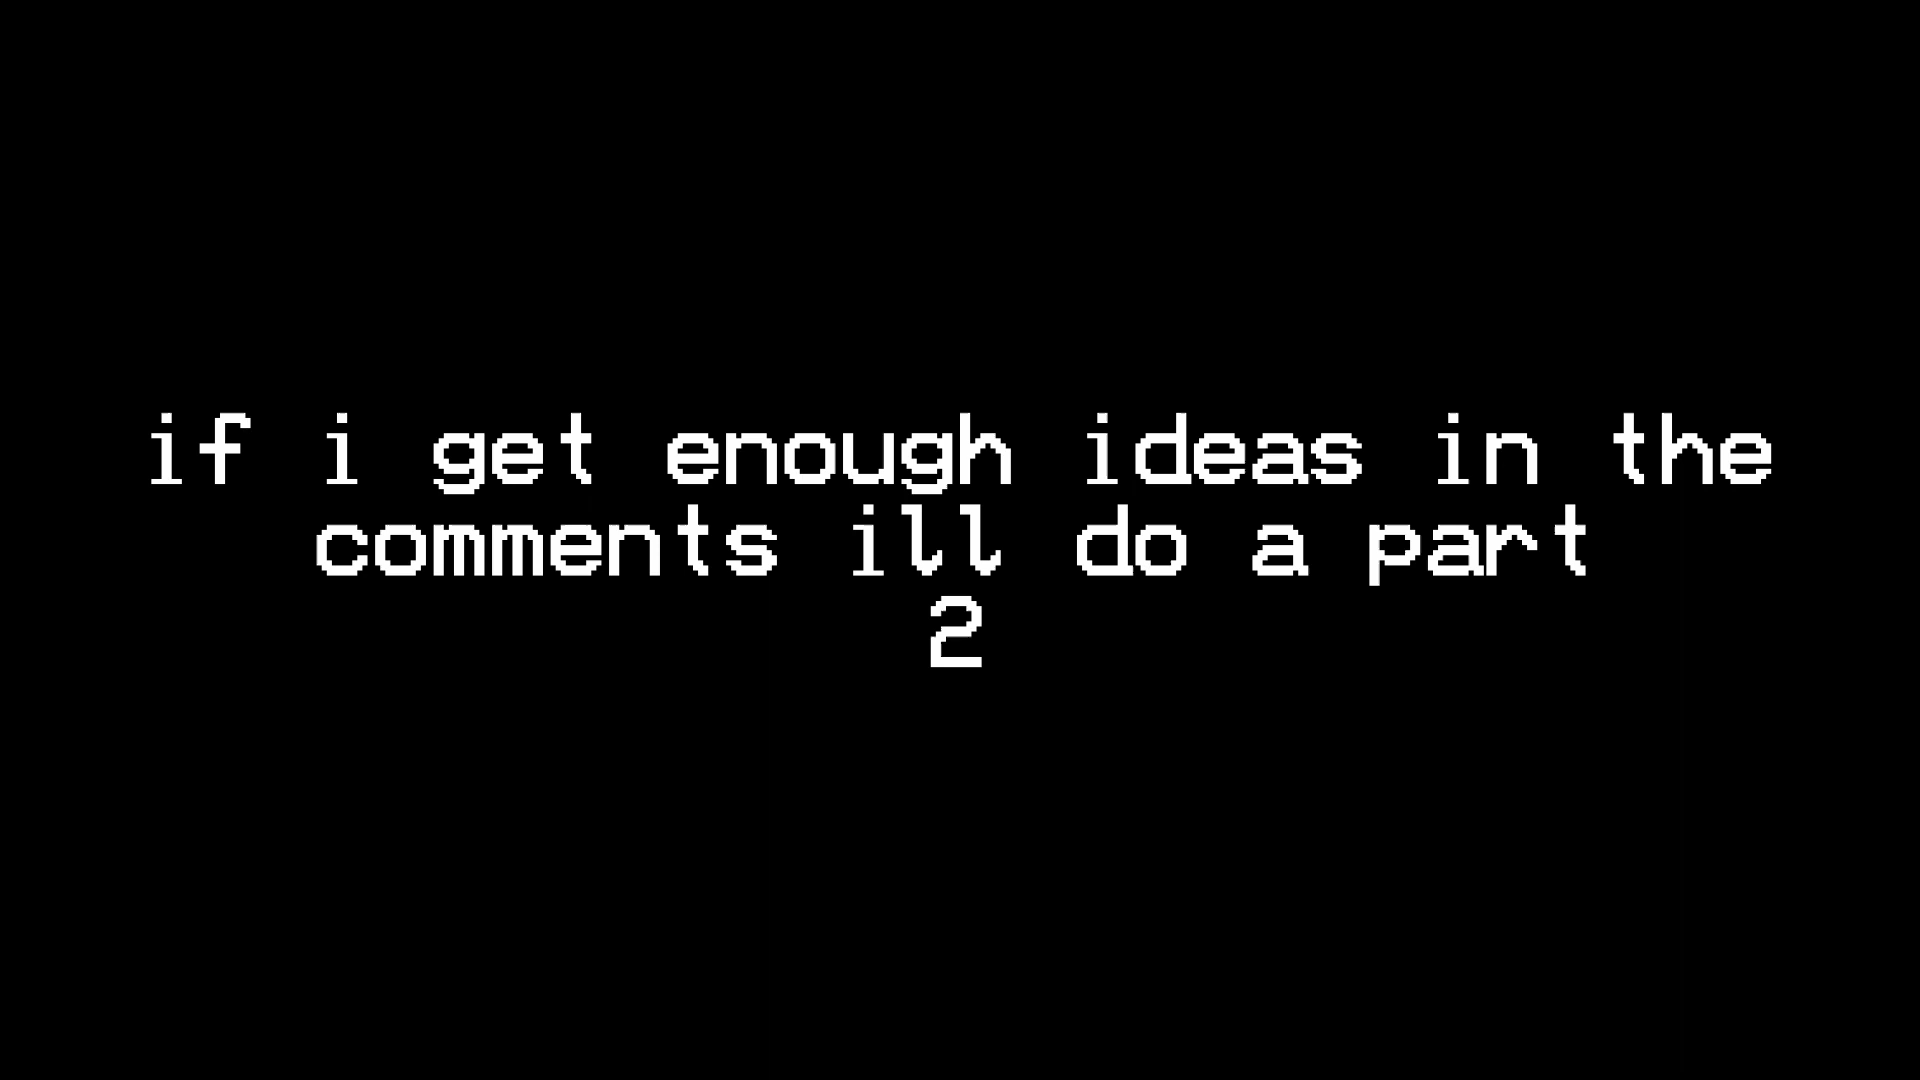 if i get enough ideas in the
comments ill do a part
2